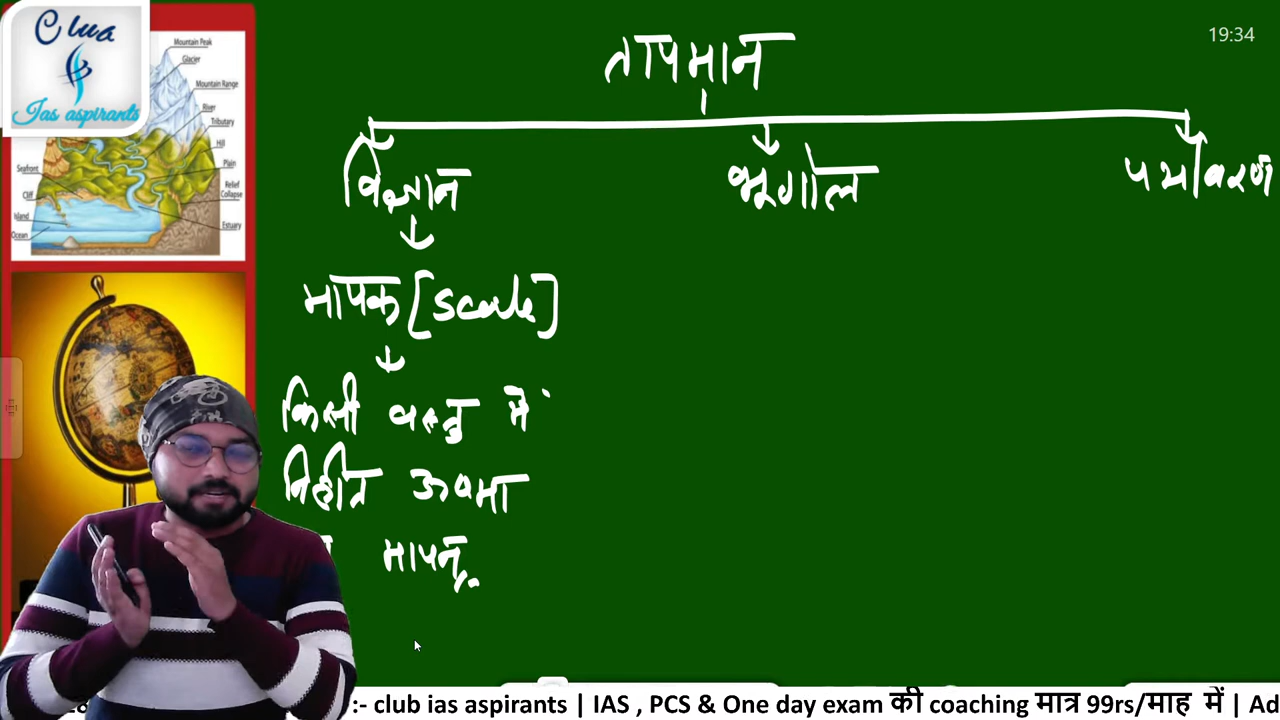 Clua
Ias aspirants
Mountain Peak
Glacier
Mountain Range
River
Tributary
Hill
Seafront
Plain
Cliff
Relief
Collapse
Island
Estuary
Ocean
19:34
तापमान
विज्ञान भूगोल पर्यावरण
मापक [scale]
किसी वस्तु में
निहीत ऊष्मा
मापन
:- club ias aspirants | IAS , PCS & One day exam की coaching मात्र 99rs/माह में | Ad